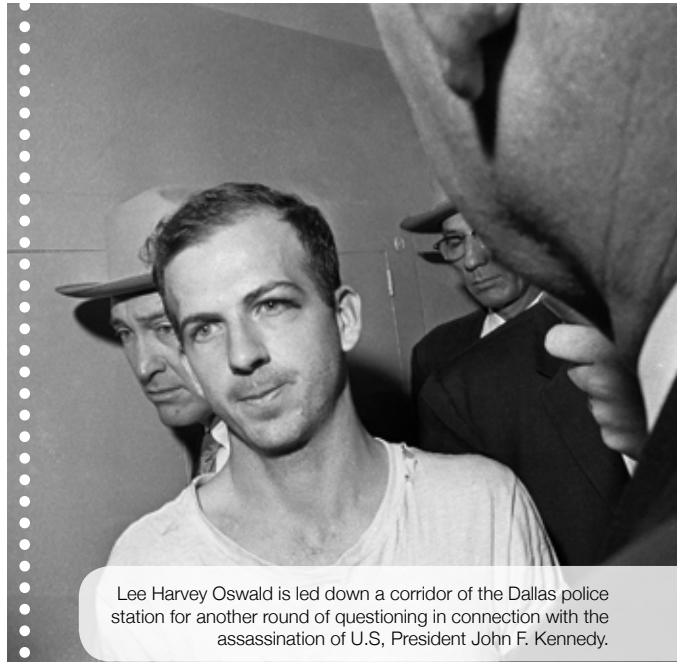 Lee Harvey Oswald is led down a corridor of the Dallas police
station for another round of questioning in connection with the
assassination of U.S, President John F. Kennedy.